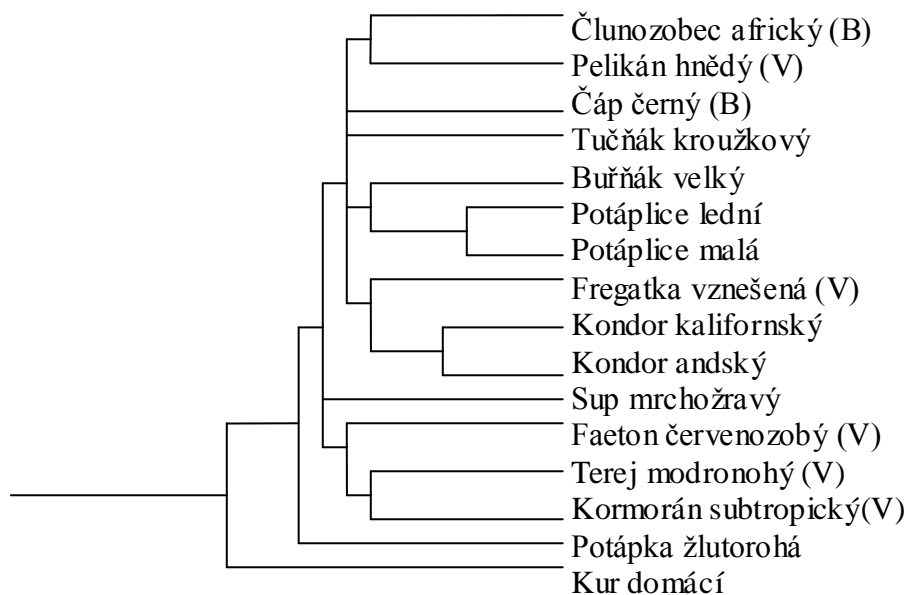 Člunozobec africký (B)
Pelikán hnědý (V)
Čáp černý (B)
Tučňák kroužkový
Buřňák velký
Potáplice lední
Potáplice malá
Fregatka vznešená (V)
Kondor kalifornský
Kondor andský
Sup mrchožravý
Faeton červenozobý (V)
Terej modronohý (V)
Kormorán subtropický(V)
Potápka žlutorohá
Kur domácí